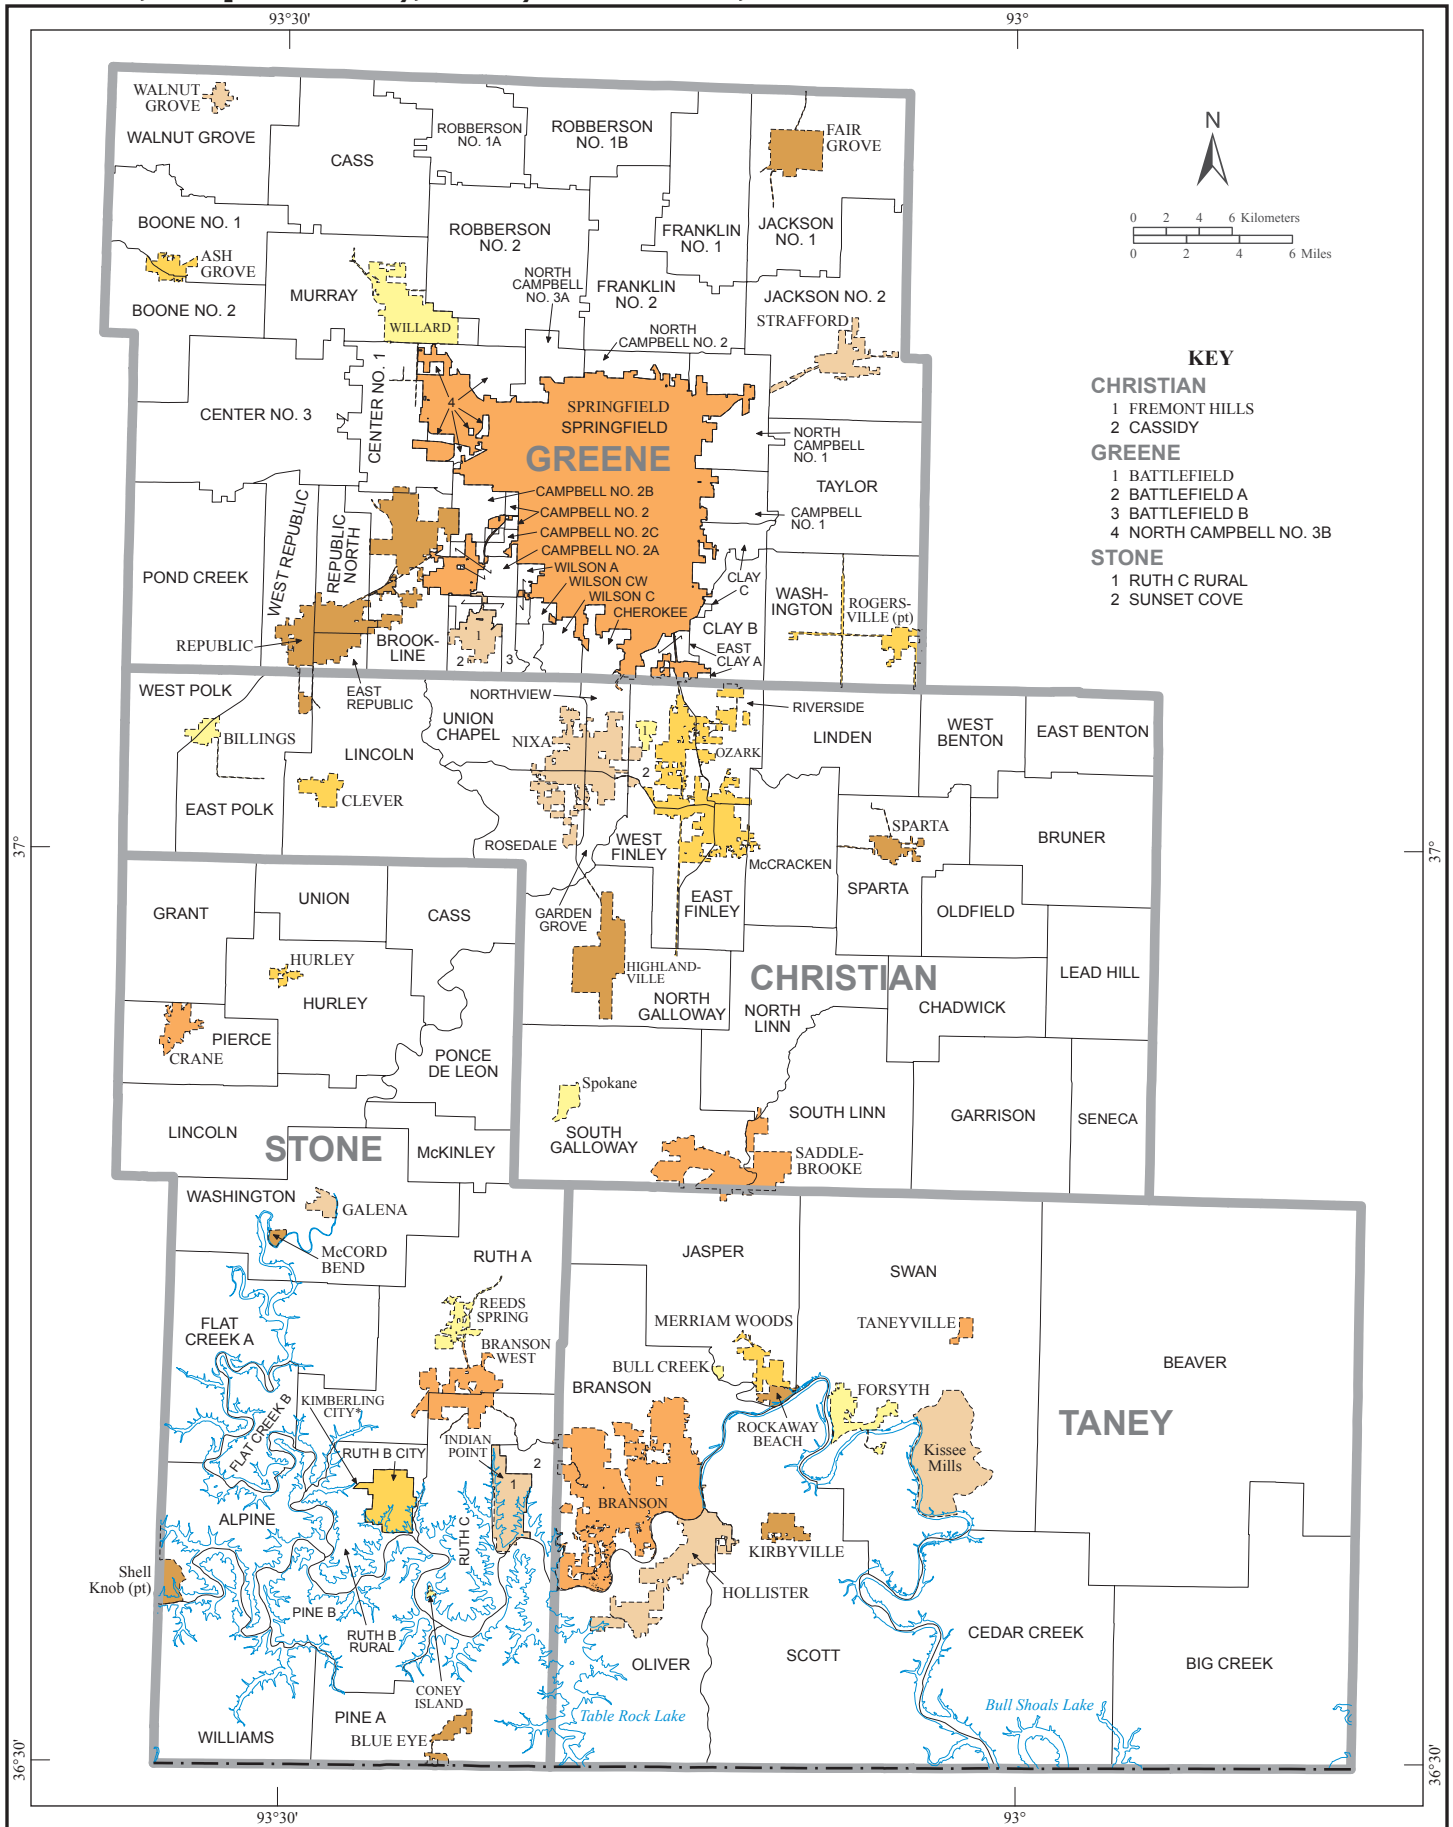 93°30'
93°
WALNUT
GROVE
WALNUT GROVE
CASS
ROBBERSON
NO. 1A
ROBBERSON
NO. 1B
FAIR
GROVE
N
0 2 4 6 Kilometers
0 2 4 6 Miles
BOONE NO. 1
ASH
GROVE
BOONE NO. 2
MURRAY
WILLARD
ROBBERSON
NO. 2
NORTH
CAMPBELL
NO. 3A
FRANKLIN
NO. 1
FRANKLIN
NO. 2
JACKSON
NO. 1
JACKSON NO. 2
STRAFFORD
NORTH
CAMPBELL NO. 2
KEY
CHRISTIAN
1 FREMONT HILLS
2 CASSIDY
GREENE
1 BATTLEFIELD
2 BATTLEFIELD A
3 BATTLEFIELD B
4 NORTH CAMPBELL NO. 3B
STONE
1 RUTH C RURAL
2 SUNSET COVE
CENTER NO. 3
CENTER NO. 1
4
SPRINGFIELD
SPRINGFIELD
GREENE
NORTH
CAMPBELL
NO. 1
TAYLOR
CAMPBELL
NO. 1
CAMPBELL NO. 2B
CAMPBELL NO. 2
CAMPBELL NO. 2C
CAMPBELL NO. 2A
WILSON A
WILSON CW
WILSON C
CHEROKEE
POND CREEK
WEST REPUBLIC
REPUBLIC
NORTH
REPUBLIC
BROOK-
LINE
1
2
3
EAST
REPUBLIC
CLAY
C
CLAY B
EAST
CLAY A
WASH-
INGTON
ROGERS-
VILLE (pt)
WEST POLK
BILLINGS
EAST POLK
LINCOLN
CLEVER
UNION
CHAPEL
NORTHVIEW
NIXA
1
2
OZARK
RIVERSIDE
LINDEN
WEST
BENTON
EAST BENTON
37°
37°
ROSEDALE
WEST
FINLEY
McCRACKEN
SPARTA
SPARTA
BRUNER
GARDEN
GROVE
EAST
FINLEY
OLDFIELD
HIGHLAND-
VILLE
NORTH
GALLOWAY
CHRISTIAN
NORTH
LINN
CHADWICK
LEAD HILL
GRANT
UNION
CASS
HURLEY
HURLEY
PIERCE
CRANE
PONCE
DE LEON
LINCOLN
STONE
McKINLEY
Spokane
SOUTH
GALLOWAY
SOUTH LINN
SADDLE-
BROOKE
GARRISON
SENECA
WASHINGTON
GALENA
McCORD
BEND
RUTH A
FLAT
CREEK A
REEDS
SPRING
BRANSON
WEST
FLAT CREEK B
KIMBERLING
CITY*
RUTH B CITY
INDIAN
POINT
2
1
ALPINE
RUTH C
Shell
Knob (pt)
PINE B
RUTH B
RURAL
CONEY
ISLAND
PINE A
BLUE EYE
WILLIAMS
JASPER
SWAN
MERRIAM WOODS
TANEYVILLE
BULL CREEK
BRANSON
ROCKAWAY
BEACH
FORSYTH
Kissee
Mills
BEAVER
TANEY
BRANSON
KIRBYVILLE
HOLLISTER
OLIVER
SCOTT
CEDAR CREEK
BIG CREEK
Table Rock Lake
Bull Shoals Lake
36°30'
36°30'
93°30'
93°